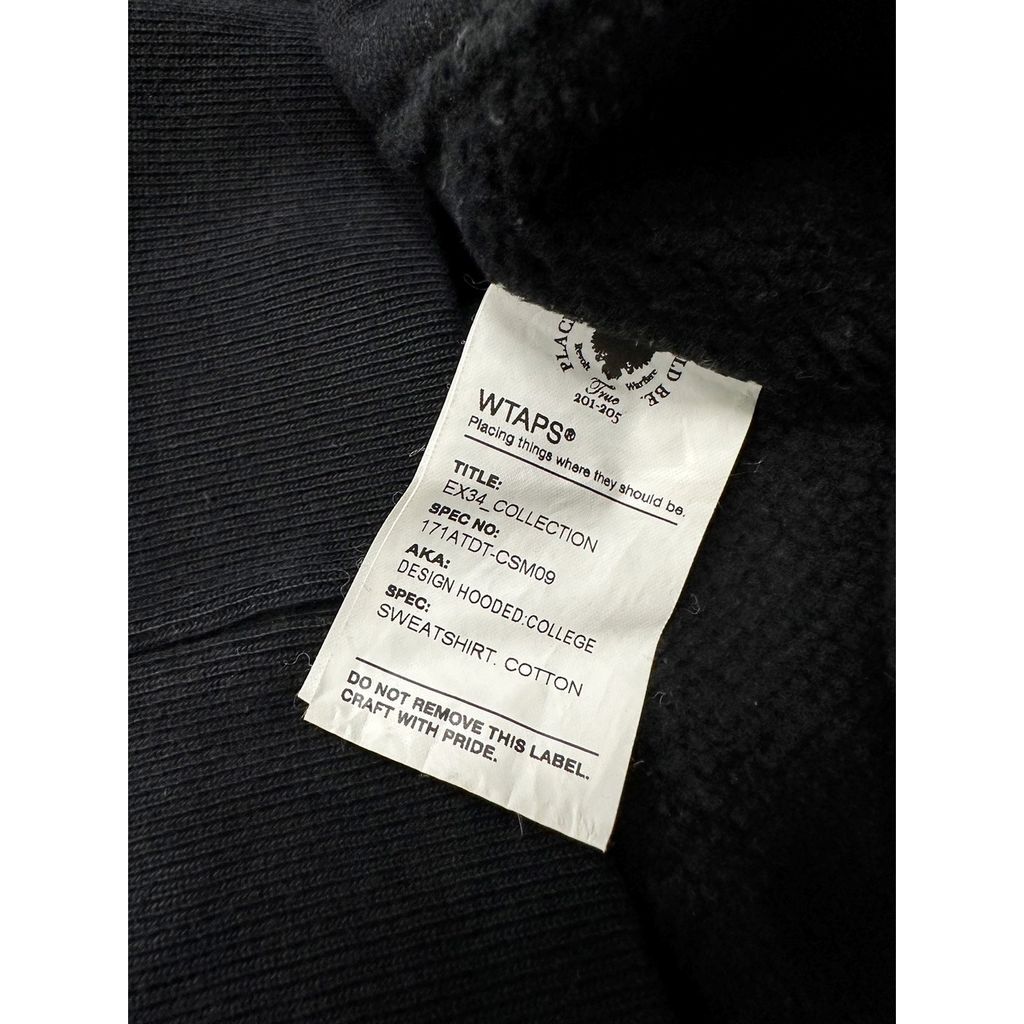 PLAC
LD BE.
Warfare
True
201-205
WTAPS®
Placing things where they should be.
TITLE:
EX34_COLLECTION
SPEC NO:
171ATDT-CSM09
AKA:
DESIGN HOODED:COLLEGE
SPEC:
SWEATSHIRT. COTTON
DO NOT REMOVE THIS LABEL.
CRAFT WITH PRIDE.